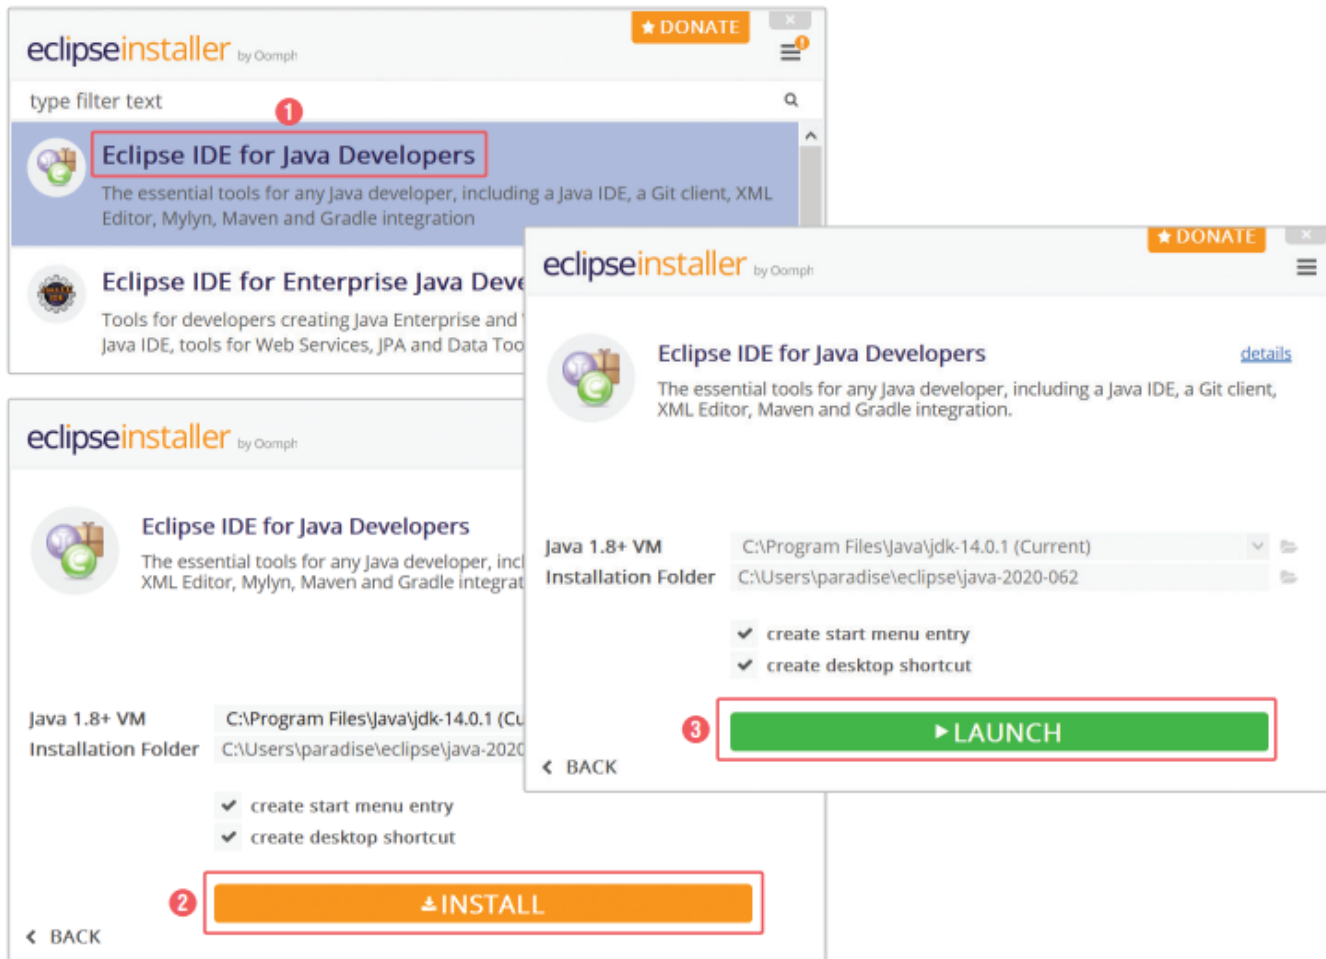 ★ DONATE
eclipseinstaller by Oomph
type filter text
1
Eclipse IDE for Java Developers
The essential tools for any Java developer, including a Java IDE, a Git client, XML
Editor, Mylyn, Maven and Gradle integration
Eclipse IDE for Enterprise Java Deve
Tools for developers creating Java Enterprise and
Java IDE, tools for Web Services, JPA and Data Too
eclipseinstaller by Oomph
Eclipse IDE for Java Developers
The essential tools for any Java developer, incl
XML Editor, Mylyn, Maven and Gradle integrat
Java 1.8+ VM C:\Program Files\Java\jdk-14.0.1 (Cu
Installation Folder C:\Users\paradise\eclipse\java-2020
create start menu entry
create desktop shortcut
2
INSTALL
BACK
★ DONATE
eclipseinstaller by Oomph
Eclipse IDE for Java Developers details
The essential tools for any Java developer, including a Java IDE, a Git client,
XML Editor, Maven and Gradle integration.
Java 1.8+ VM C:\Program Files\Java\jdk-14.0.1 (Current)
Installation Folder C:\Users\paradise\eclipse\java-2020-062
create start menu entry
create desktop shortcut
3
LAUNCH
BACK